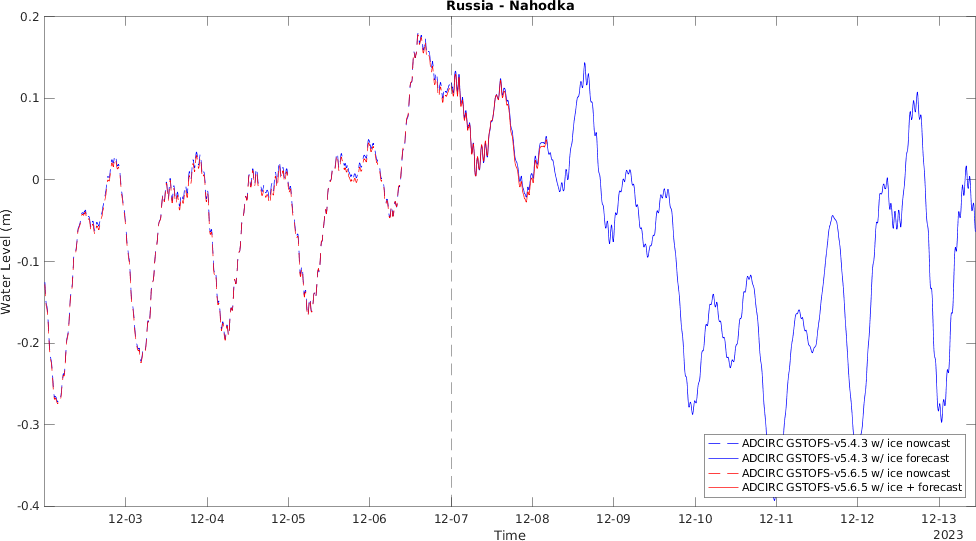 Russia - Nahodka
Water Level (m)
0.2
0.1
0
-0.1
-0.2
-0.3
-0.4
12-03
12-04
12-05
12-06
12-07
12-08
12-09
12-10
12-11
12-12
12-13
2023
Time
ADCIRC GSTOFS-v5.4.3 w/ ice nowcast
ADCIRC GSTOFS-v5.4.3 w/ ice forecast
ADCIRC GSTOFS-v5.6.5 w/ ice nowcast
ADCIRC GSTOFS-v5.6.5 w/ ice + forecast